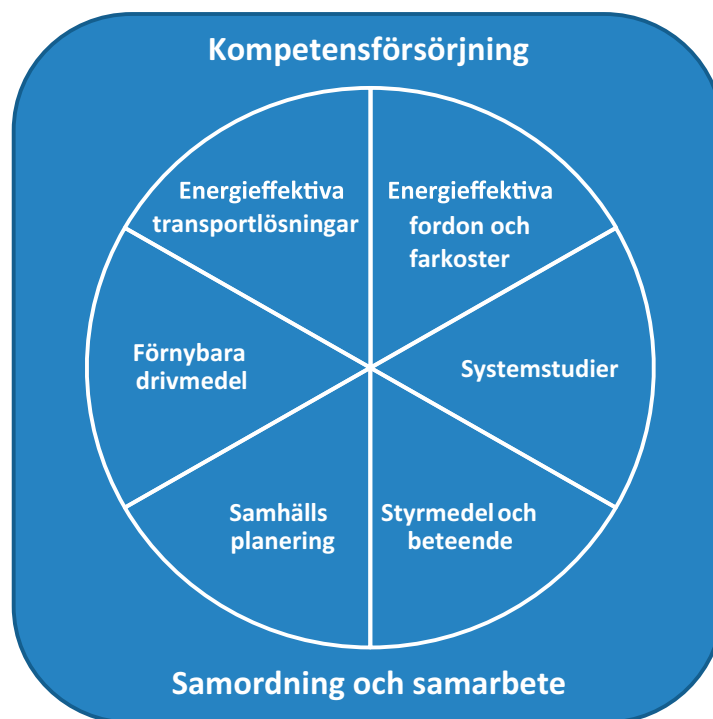 Kompetensförsörjning
Energieffektiva
transportlösningar
Energieffektiva
fordon och
farkoster
Förnybara
drivmedel
Systemstudier
Samhälls
planering
Styrmedel och
beteende
Samordning och samarbete